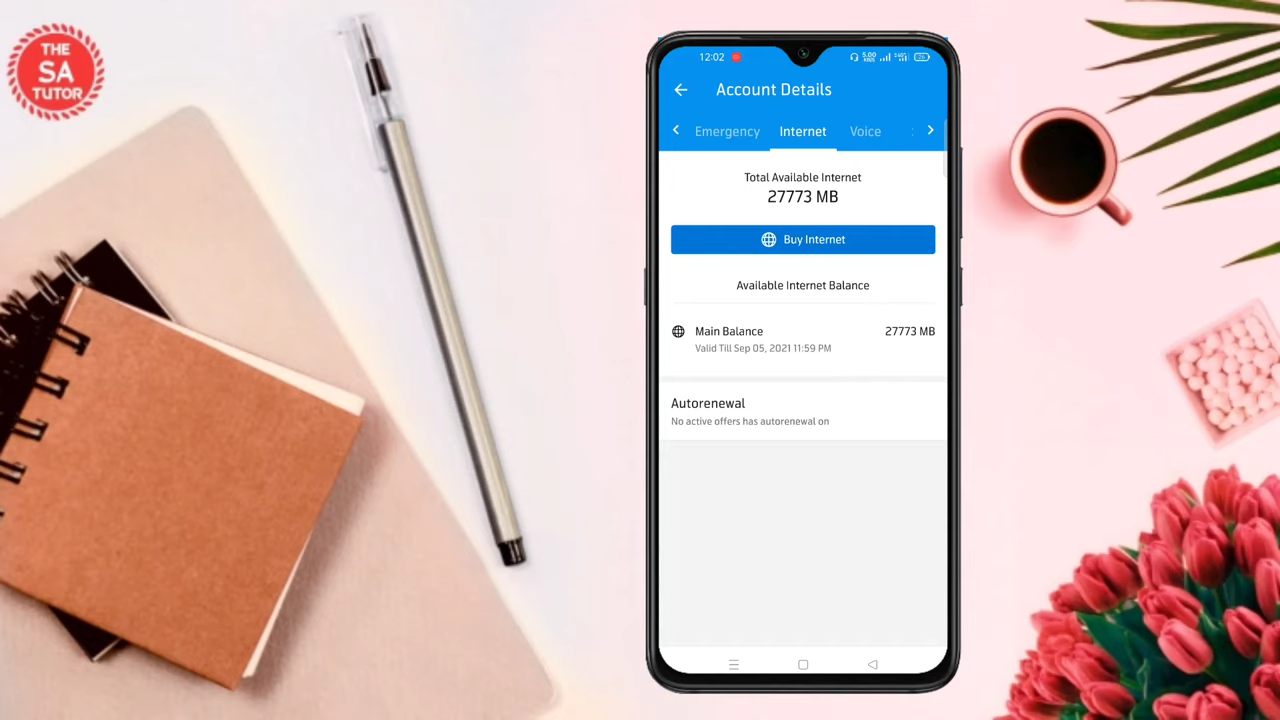 THE
SA
TUTOR
12:02
5.00
Account Details
Emergency
Internet
Voice
Total Available Internet
27773 MB
Buy Internet
Available Internet Balance
Main Balance
27773 MB
Valid Till Sep 05, 2021 11:59 PM
Autorenewal
No active offers has autorenewal on